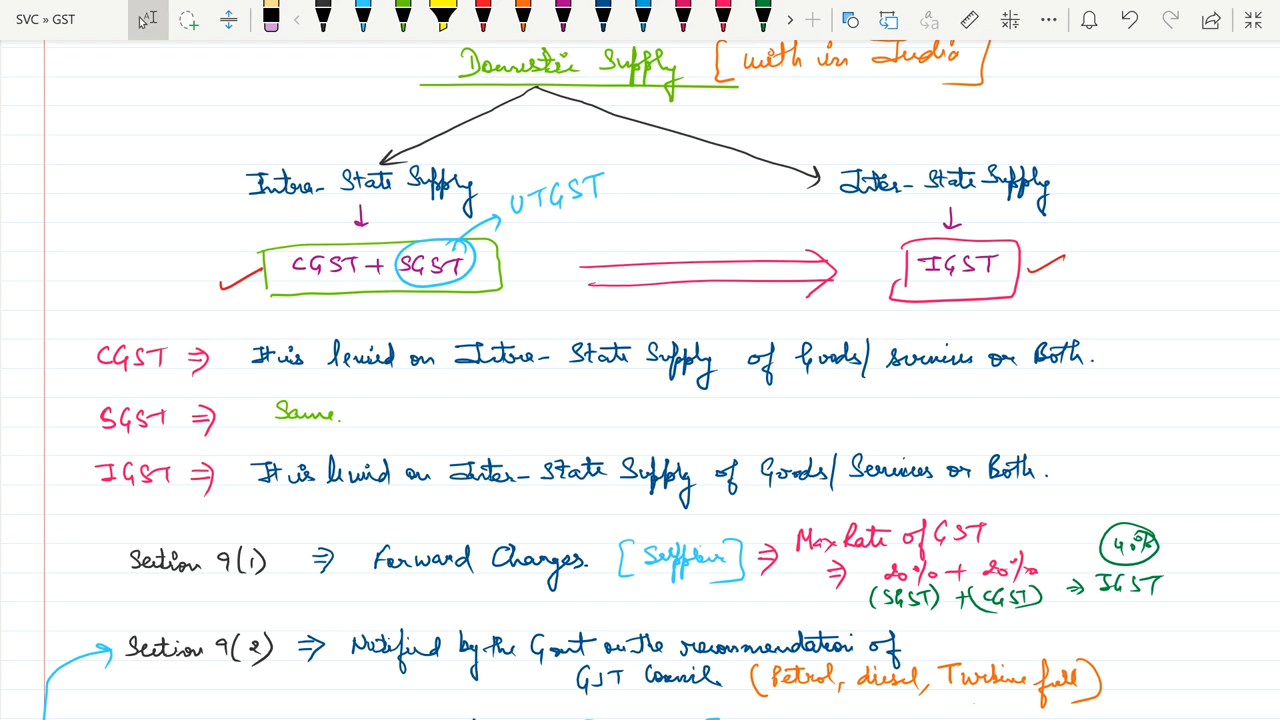 SVC » GST
Domestic Supply [with in India]
Intra-State Supply
Inter-State Supply
UTGST
CGST + SGST
IGST
CGST ⇒ It is levied on Intra-State Supply of Goods/services or Both.
SGST ⇒ Same.
IGST ⇒ It is levied on Inter-State Supply of Goods/Services or Both.
Section 9(1) ⇒ Forward Charges. [Supplier] ⇒ Max Rate of GST
⇒ 20% + 20%
(SGST) + (CGST) ⇒ IGST
40%
Section 9(2) ⇒ Notified by the Govt on the recommendation of
GST Council. (Petrol, diesel, Turbine full)